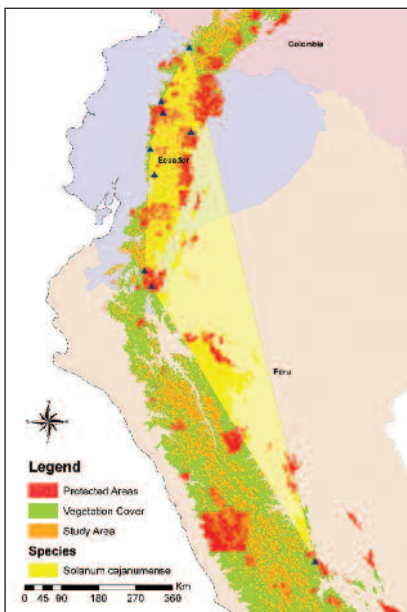 Colombia
Ecuador
Peru
Legend
Protected Areas
Vegetation Cover
Study Area
Species
Solanum cajanumense
Km
0 45 90 180 270 360